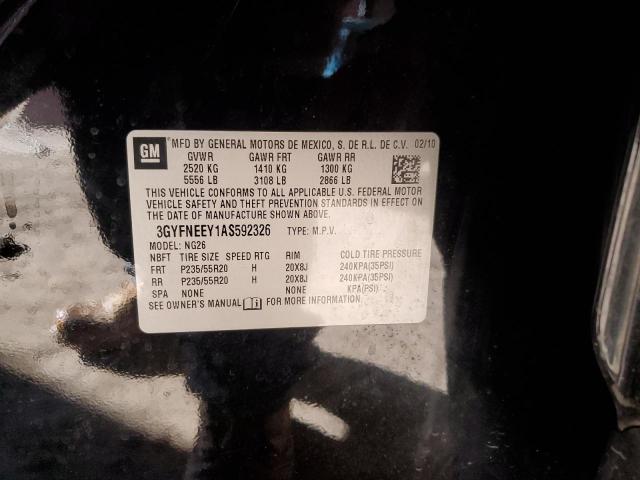 GM
MFD BY GENERAL MOTORS DE MEXICO, S. DE R.L. DE C.V. 02/10
GVWR GAWR FRT GAWR RR
2520 KG 1410 KG 1300 KG
5556 LB 3108 LB 2866 LB
THIS VEHICLE CONFORMS TO ALL APPLICABLE U.S. FEDERAL MOTOR
VEHICLE SAFETY AND THEFT PREVENTION STANDARDS IN EFFECT
ON THE DATE OF MANUFACTURE SHOWN ABOVE.
3GYFNEEY1AS592326 TYPE: M.P.V.
MODEL: NG26
NBFT TIRE SIZE SPEED RTG RIM COLD TIRE PRESSURE
FRT P235/55R20 H 20X8J 240KPA(35PSI)
RR P235/55R20 H 20X8J 240KPA(35PSI)
SPA NONE NONE KPA(PSI)
SEE OWNER'S MANUAL FOR MORE INFORMATION.